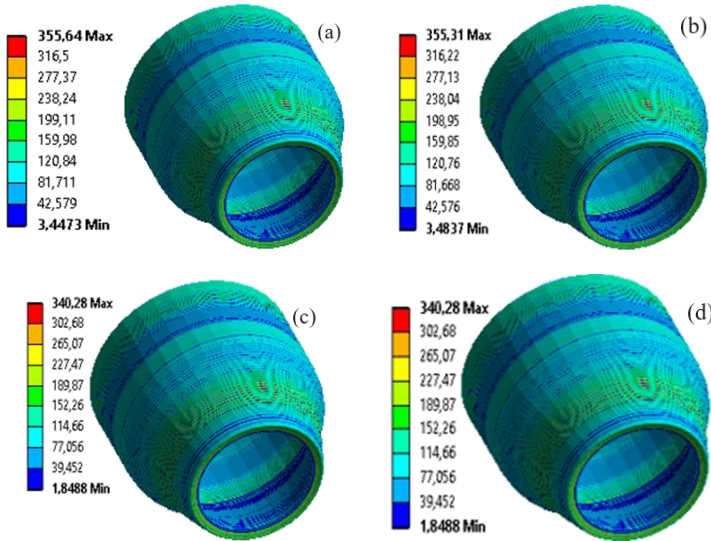 355,64 Max
316,5
277,37
238,24
199,11
159,98
120,84
81,711
42,579
3,4473 Min
(a)
355,31 Max
316,22
277,13
238,04
198,95
159,85
120,76
81,668
42,576
3,4837 Min
(b)
340,28 Max
302,68
265,07
227,47
189,87
152,26
114,66
77,056
39,452
1,8488 Min
(c)
340,28 Max
302,68
265,07
227,47
189,87
152,26
114,66
77,056
39,452
1,8488 Min
(d)